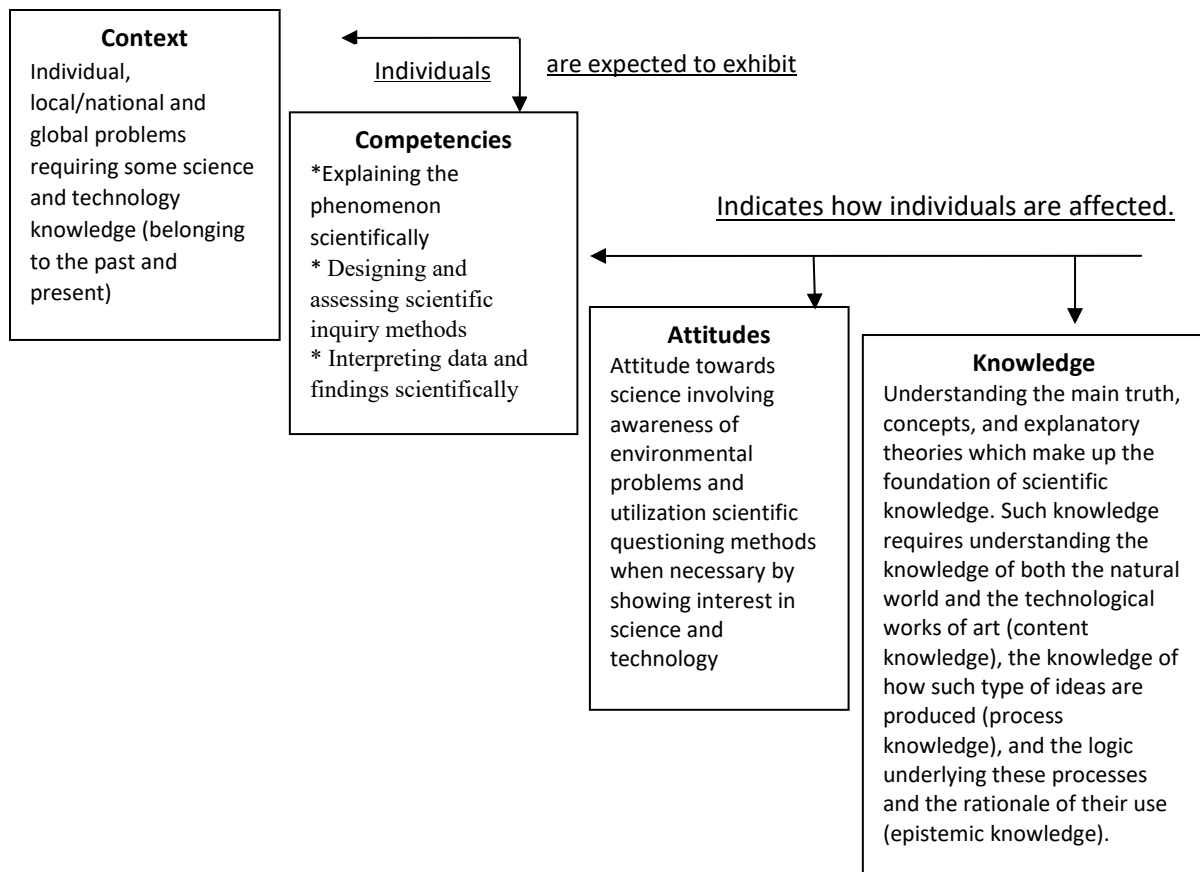 Context
Individual,
local/national and
global problems
requiring some science
and technology
knowledge (belonging
to the past and
present)
Individuals
are expected to exhibit
Competencies
*Explaining the
phenomenon
scientifically
* Designing and
assessing scientific
inquiry methods
* Interpreting data and
findings scientifically
Indicates how individuals are affected.
Attitudes
Attitude towards
science involving
awareness of
environmental
problems and
utilization scientific
questioning methods
when necessary by
showing interest in
science and
technology
Knowledge
Understanding the main truth,
concepts, and explanatory
theories which make up the
foundation of scientific
knowledge. Such knowledge
requires understanding the
knowledge of both the natural
world and the technological
works of art (content
knowledge), the knowledge of
how such type of ideas are
produced (process
knowledge), and the logic
underlying these processes
and the rationale of their use
(epistemic knowledge).